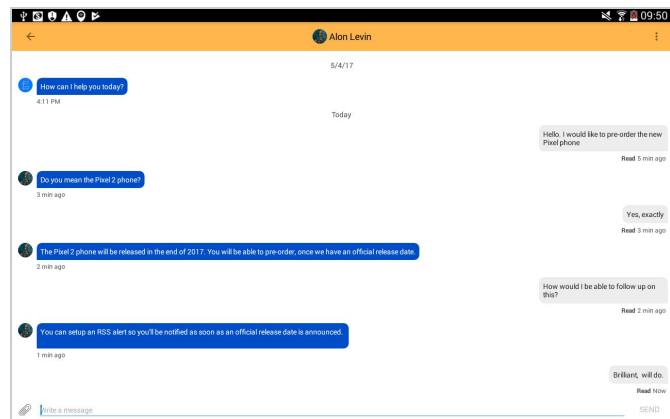 09:50
Alon Levin
5/4/17
How can I help you today?
4:11 PM
Today
Hello. I would like to pre-order the new
Pixel phone
Read 5 min ago
Do you mean the Pixel 2 phone?
3 min ago
Yes, exactly
Read 3 min ago
The Pixel 2 phone will be released in the end of 2017. You will be able to pre-order, once we have an official release date.
2 min ago
How would I be able to follow up on
this?
Read 2 min ago
You can setup an RSS alert so you'll be notified as soon as an official release date is announced.
1 min ago
Brilliant, will do.
Read Now
Write a message
SEND